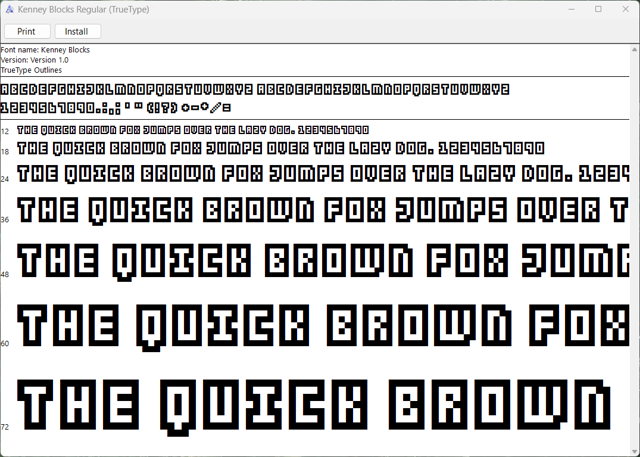 Kenney Blocks Regular (TrueType)
Print Install
Font name: Kenney Blocks
Version: Version 1.0
TrueType Outlines
ABCDEFGHIJKLMNOPQRSTUVWXYZ ABCDEFGHIJKLMNOPQRSTUVWXYZ
1234567890.:,; ' " (!?) +-*/=
12 THE QUICK BROWN FOX JUMPS OVER THE LAZY DOG. 1234567890
18 THE QUICK BROWN FOX JUMPS OVER THE LAZY DOG. 1234567890
24 THE QUICK BROWN FOX JUMPS OVER THE LAZY DOG. 1234
36 THE QUICK BROWN FOX JUMPS OVER T
48 THE QUICK BROWN FOX JUMP
60 THE QUICK BROWN FOX
72 THE QUICK BROWN